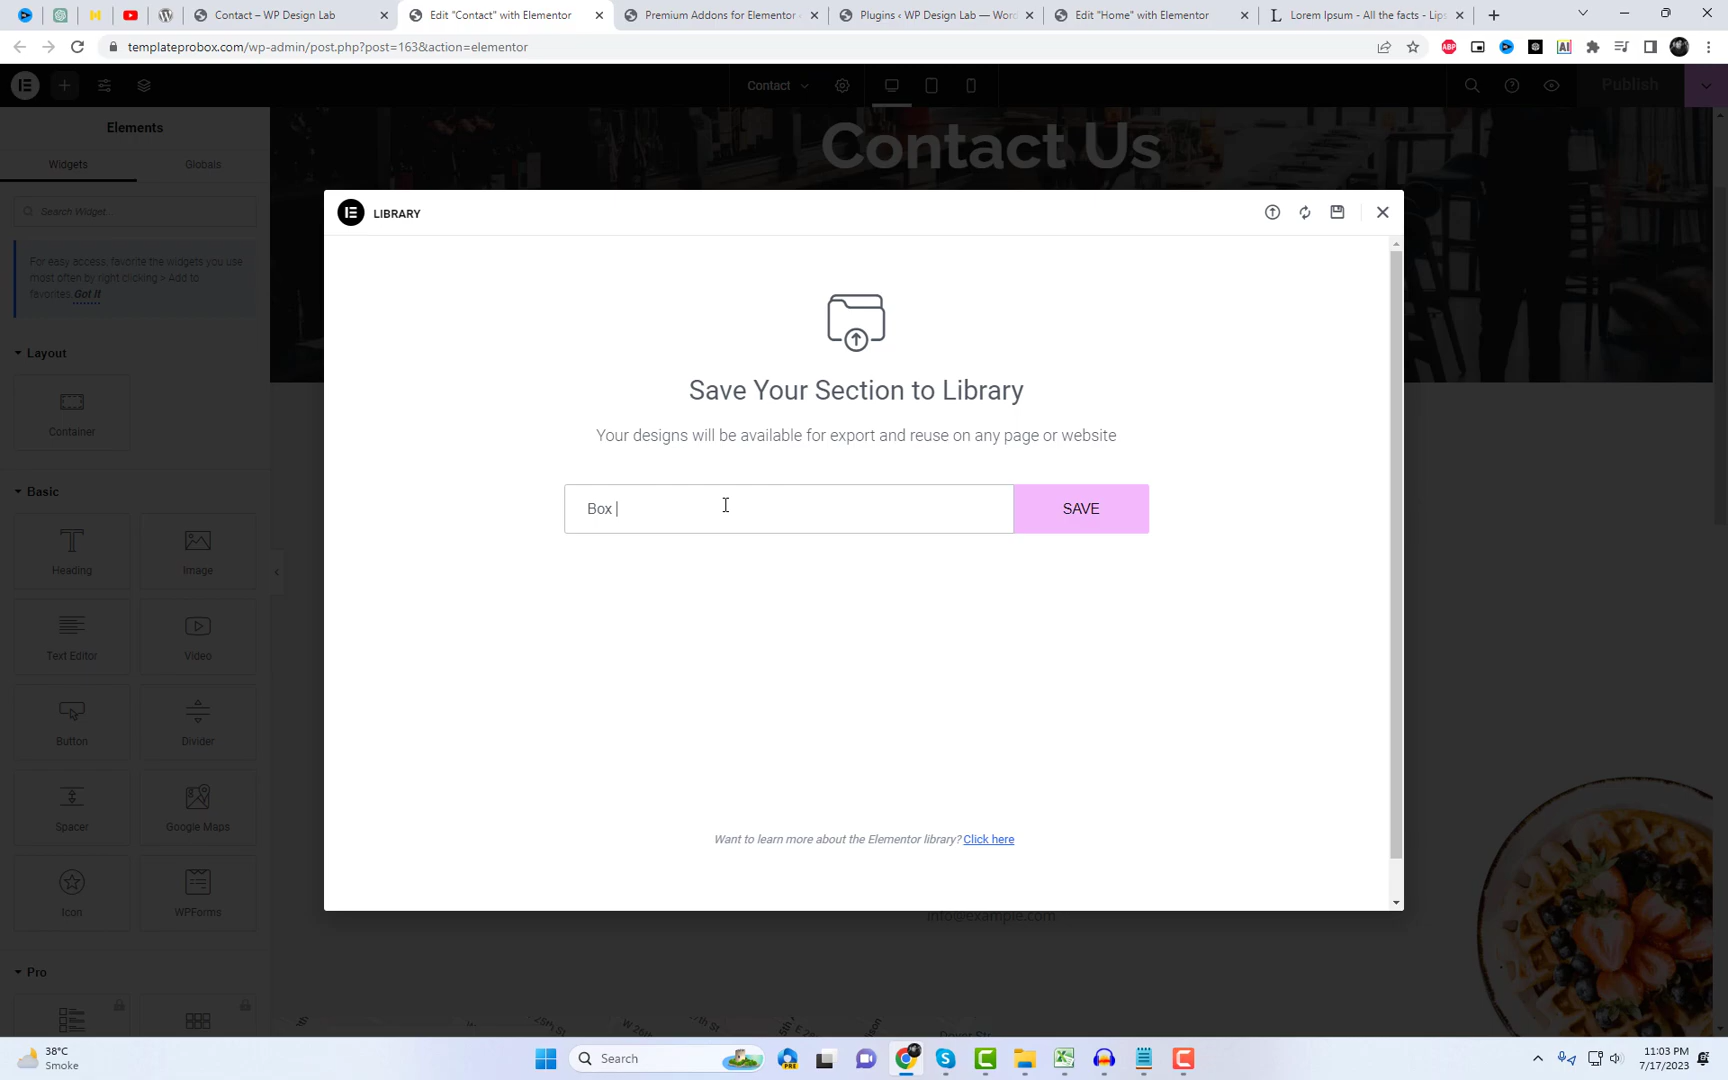 Contact – WP Design Lab
Edit "Contact" with Elementor
Premium Addons for Elementor
Plugins ‹ WP Design Lab — Wor
Edit "Home" with Elementor
Lorem Ipsum - All the facts - Lips
templateprobox.com/wp-admin/post.php?post=163&action=elementor
Contact
Publish
Elements
Widgets
Globals
Search Widget
For easy access, favorite the widgets you use
most often by right clicking > Add to
favorites. Got It
Layout
Container
Basic
Heading
Image
Text Editor
Video
Button
Divider
Spacer
Google Maps
Icon
WPForms
Pro
Contact Us
LIBRARY
Save Your Section to Library
Your designs will be available for export and reuse on any page or website
Box
SAVE
Want to learn more about the Elementor library? Click here
info@example.com
38°C
Smoke
Search
PRE
11:03 PM
7/17/2023